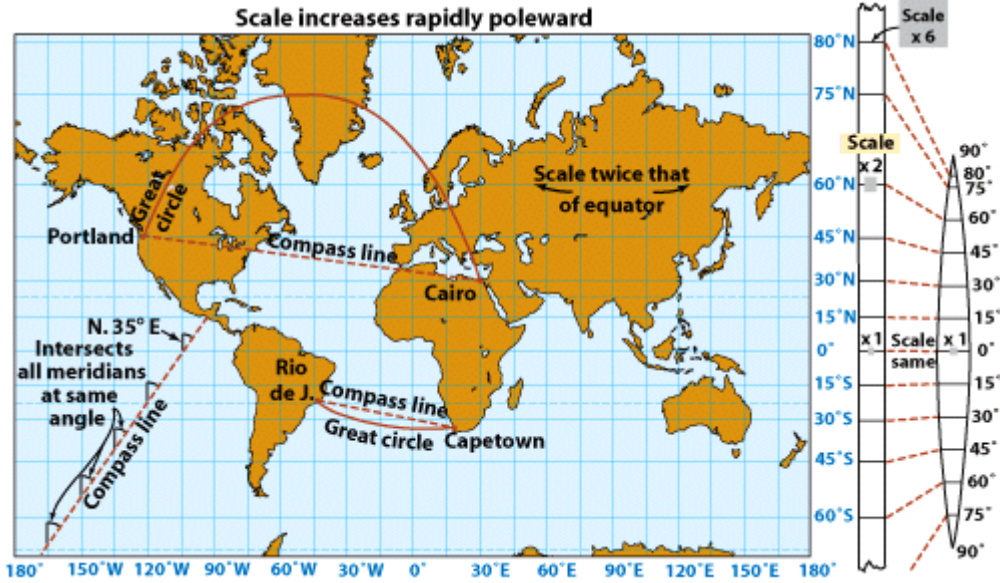 Scale increases rapidly poleward
Scale
x 6
80°N
75°N
Scale
x 2
60°N
45°N
30°N
15°N
0°
15°S
30°S
45°S
60°S
x 1
Scale
same
x 1
90°
80°
75°
60°
45°
30°
15°
0°
15°
30°
45°
60°
75°
90°
Great
circle
Portland
Compass line
Cairo
Scale twice that
of equator
N. 35° E
Intersects
all meridians
at same
angle
Compass line
Rio
de J.
Compass line
Great circle
Capetown
180°
150°W
120°W
90°W
60°W
30°W
0°
30°E
60°E
90°E
120°E
150°E
180°